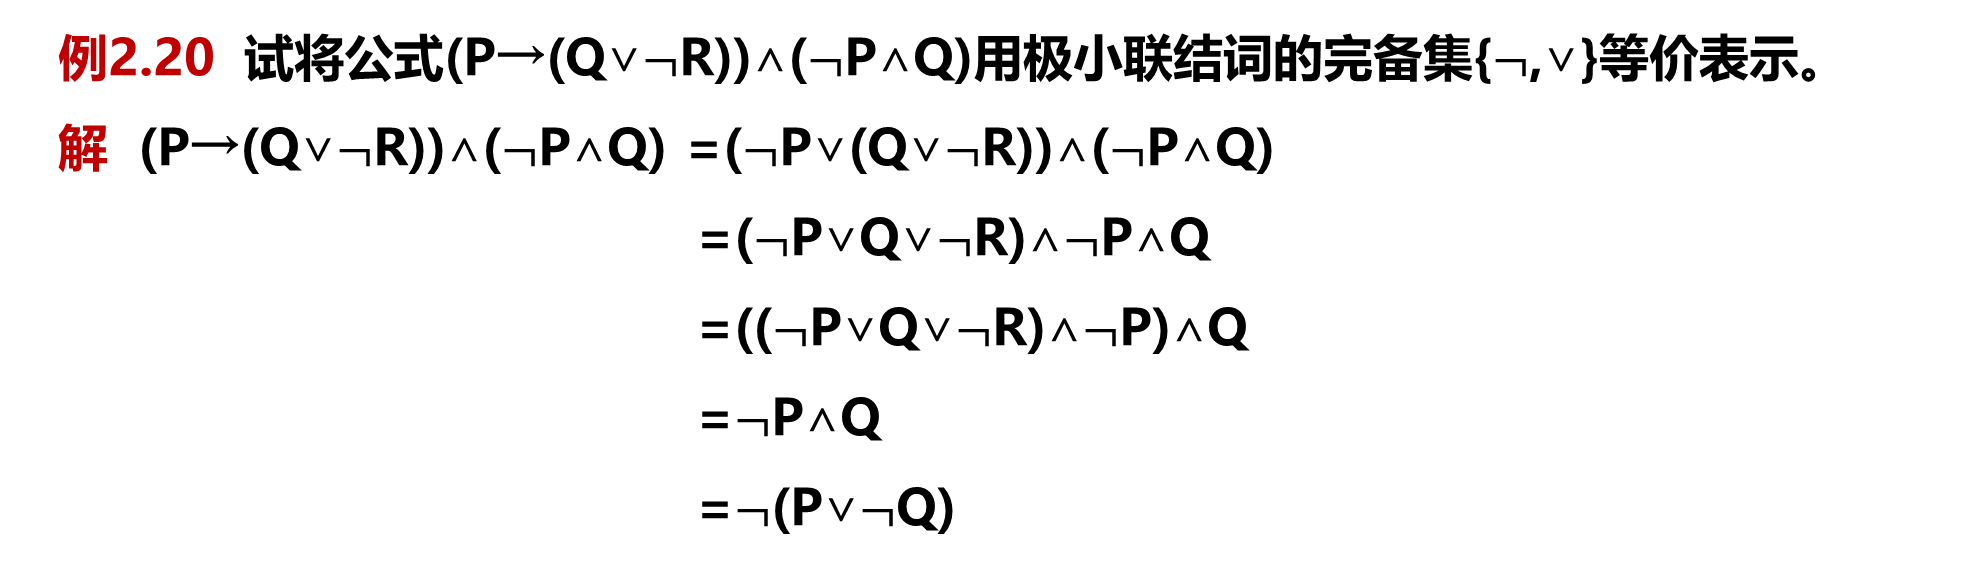 例2.20 试将公式(P→(Q∨¬R))∧(¬P∧Q)用极小联结词的完备集{¬,∨}等价表示。
解 (P→(Q∨¬R))∧(¬P∧Q) =(¬P∨(Q∨¬R))∧(¬P∧Q)
=(¬P∨Q∨¬R)∧¬P∧Q
=((¬P∨Q∨¬R)∧¬P)∧Q
=¬P∧Q
=¬(P∨¬Q)